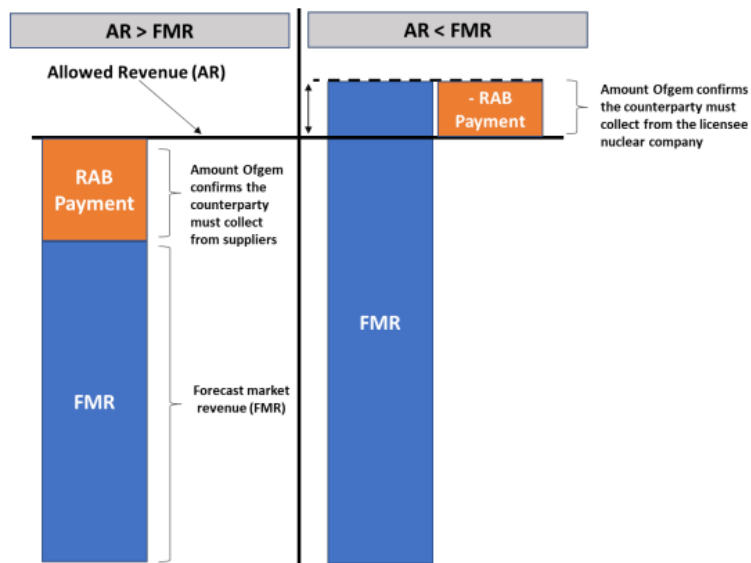 AR > FMR
AR < FMR
Allowed Revenue (AR)
RAB
Payment
Amount Ofgem
confirms the
counterparty
must collect
from suppliers
FMR
Forecast market
revenue (FMR)
- RAB
Payment
Amount Ofgem confirms
the counterparty must
collect from the licensee
nuclear company
FMR